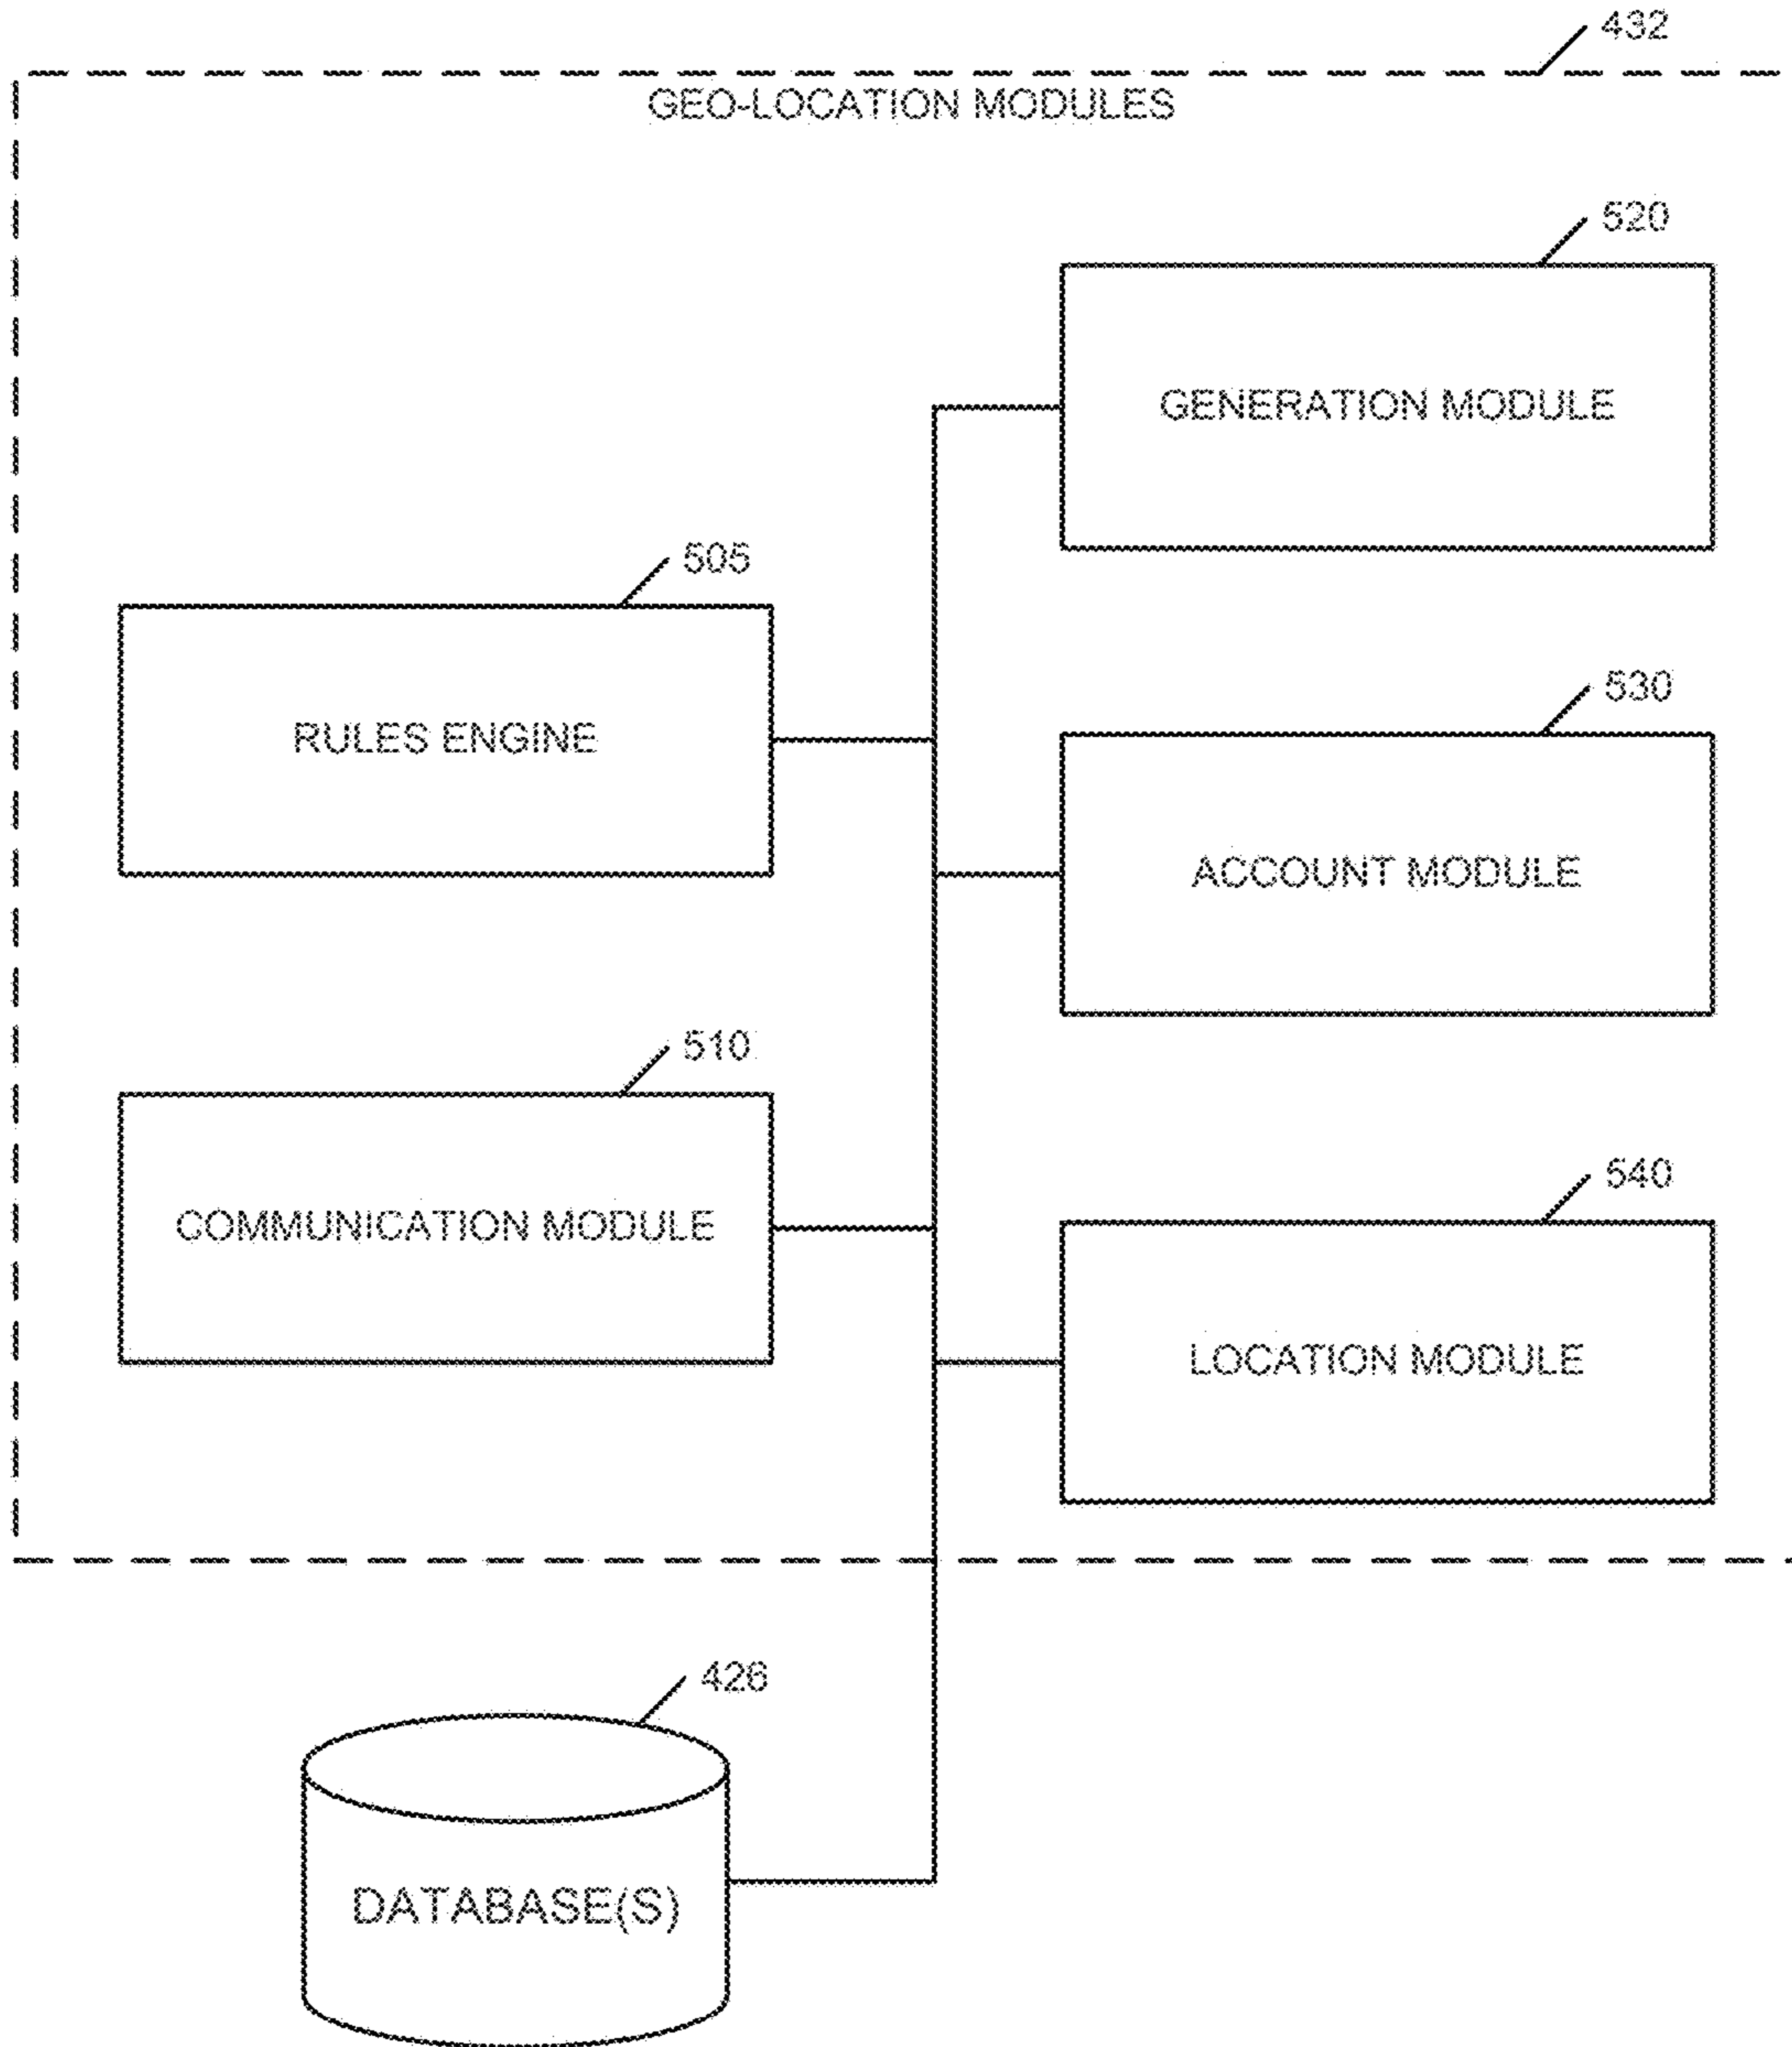 432
GEO-LOCATION MODULES
520
GENERATION MODULE
505
RULES ENGINE
530
ACCOUNT MODULE
510
COMMUNICATION MODULE
540
LOCATION MODULE
426
DATABASE(S)